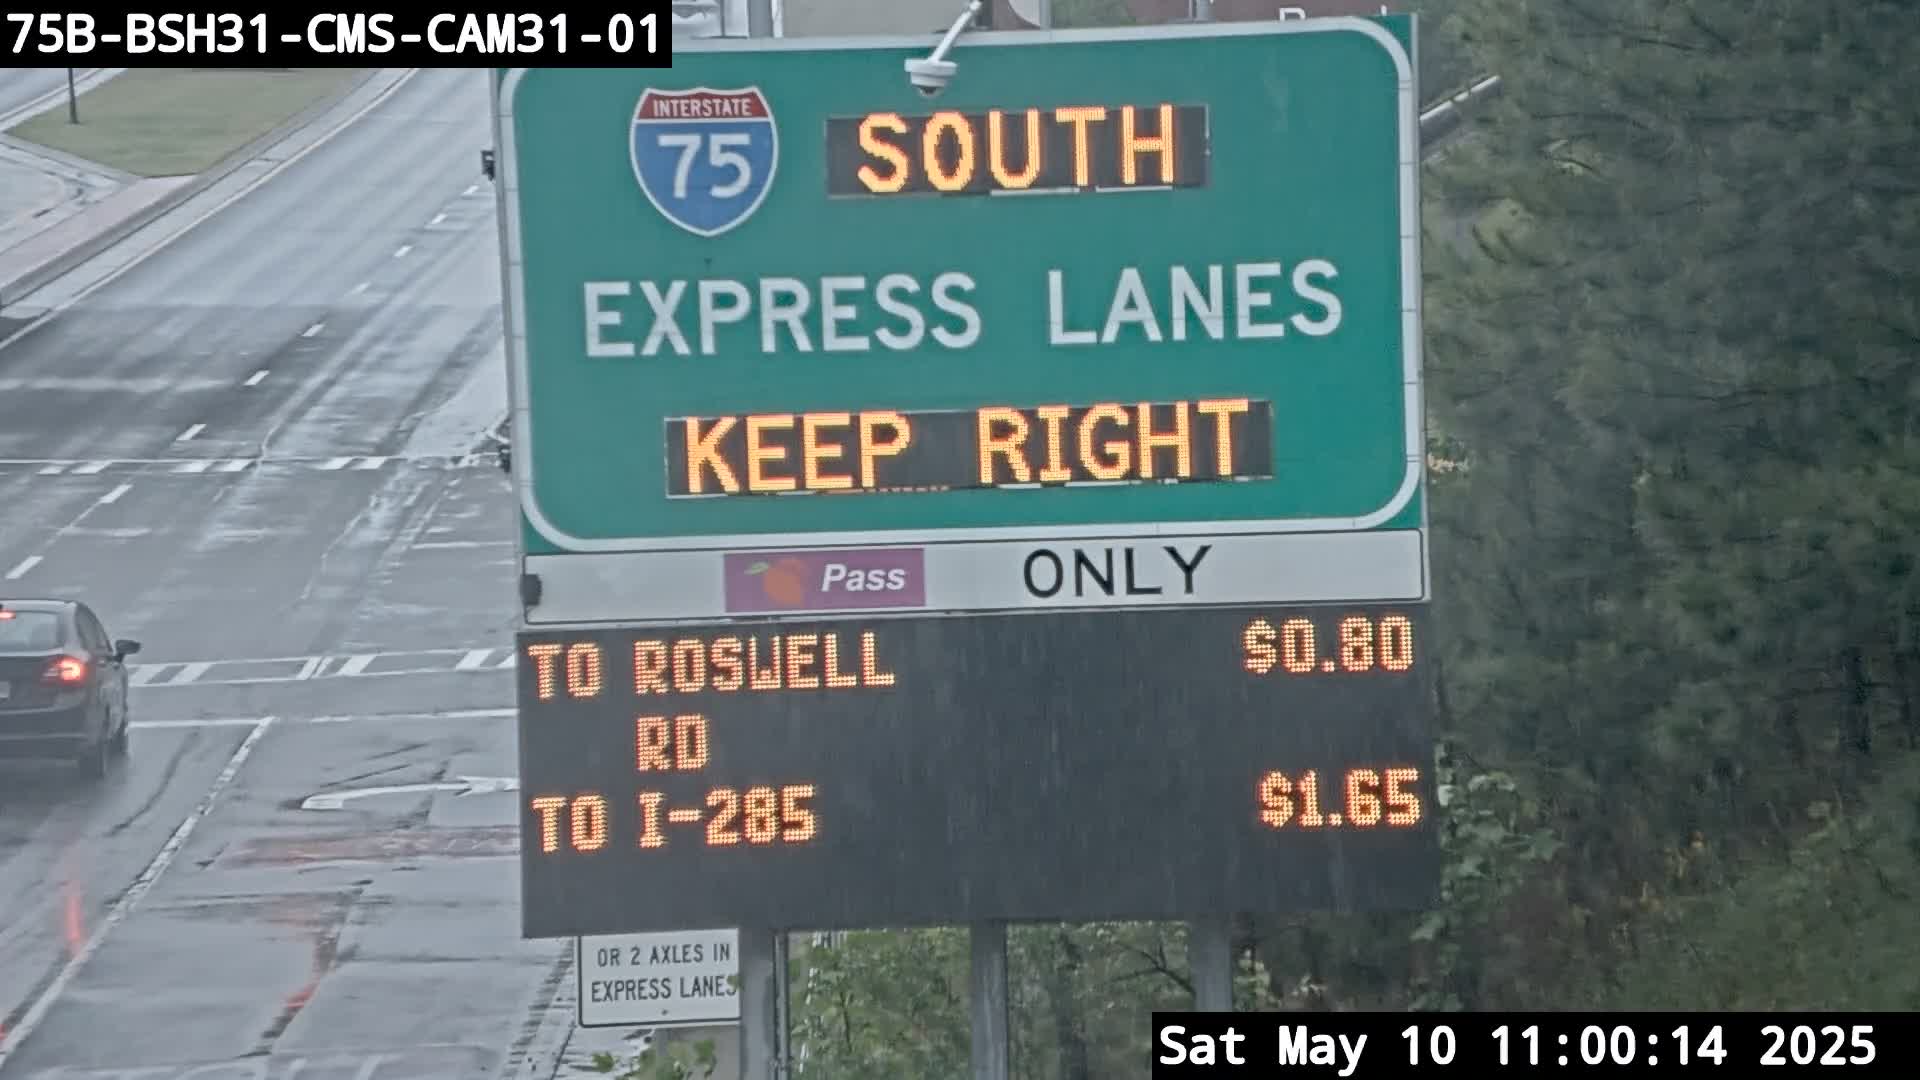 75B-BSH31-CMS-CAM31-01
INTERSTATE
75
SOUTH
EXPRESS LANES
KEEP RIGHT
Pass ONLY
TO ROSWELL $0.80
RD
TO I-285 $1.65
OR 2 AXLES IN
EXPRESS LANES
Sat May 10 11:00:14 2025